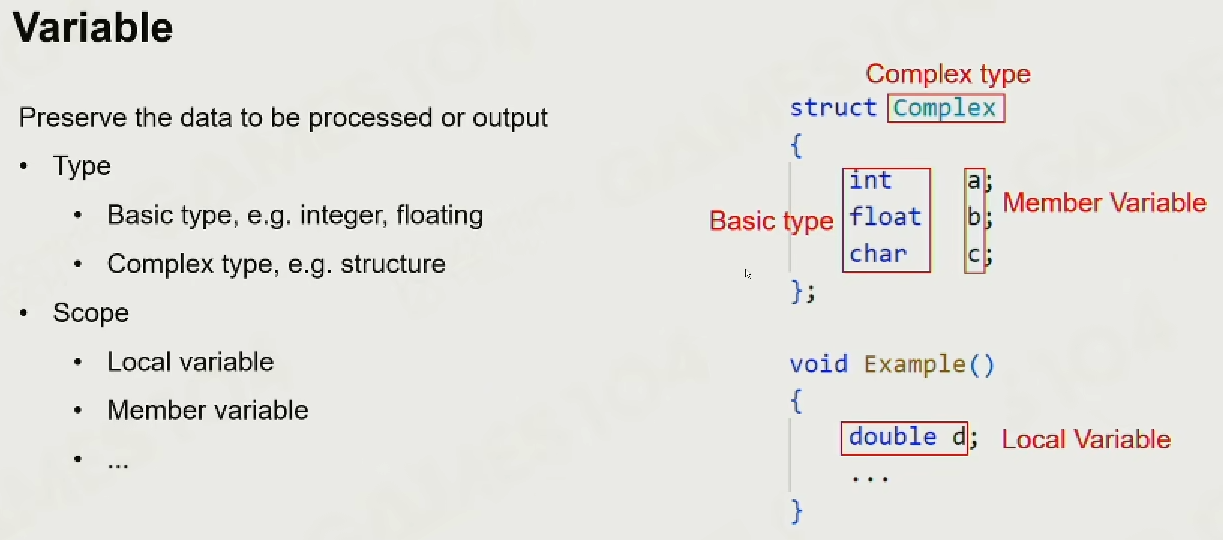 Variable
Preserve the data to be processed or output
• Type
• Basic type, e.g. integer, floating
• Complex type, e.g. structure
• Scope
• Local variable
• Member variable
• ...
Complex type
struct Complex
{
int a;
Basic type float b; Member Variable
char c;
};
void Example()
{
double d; Local Variable
...
}